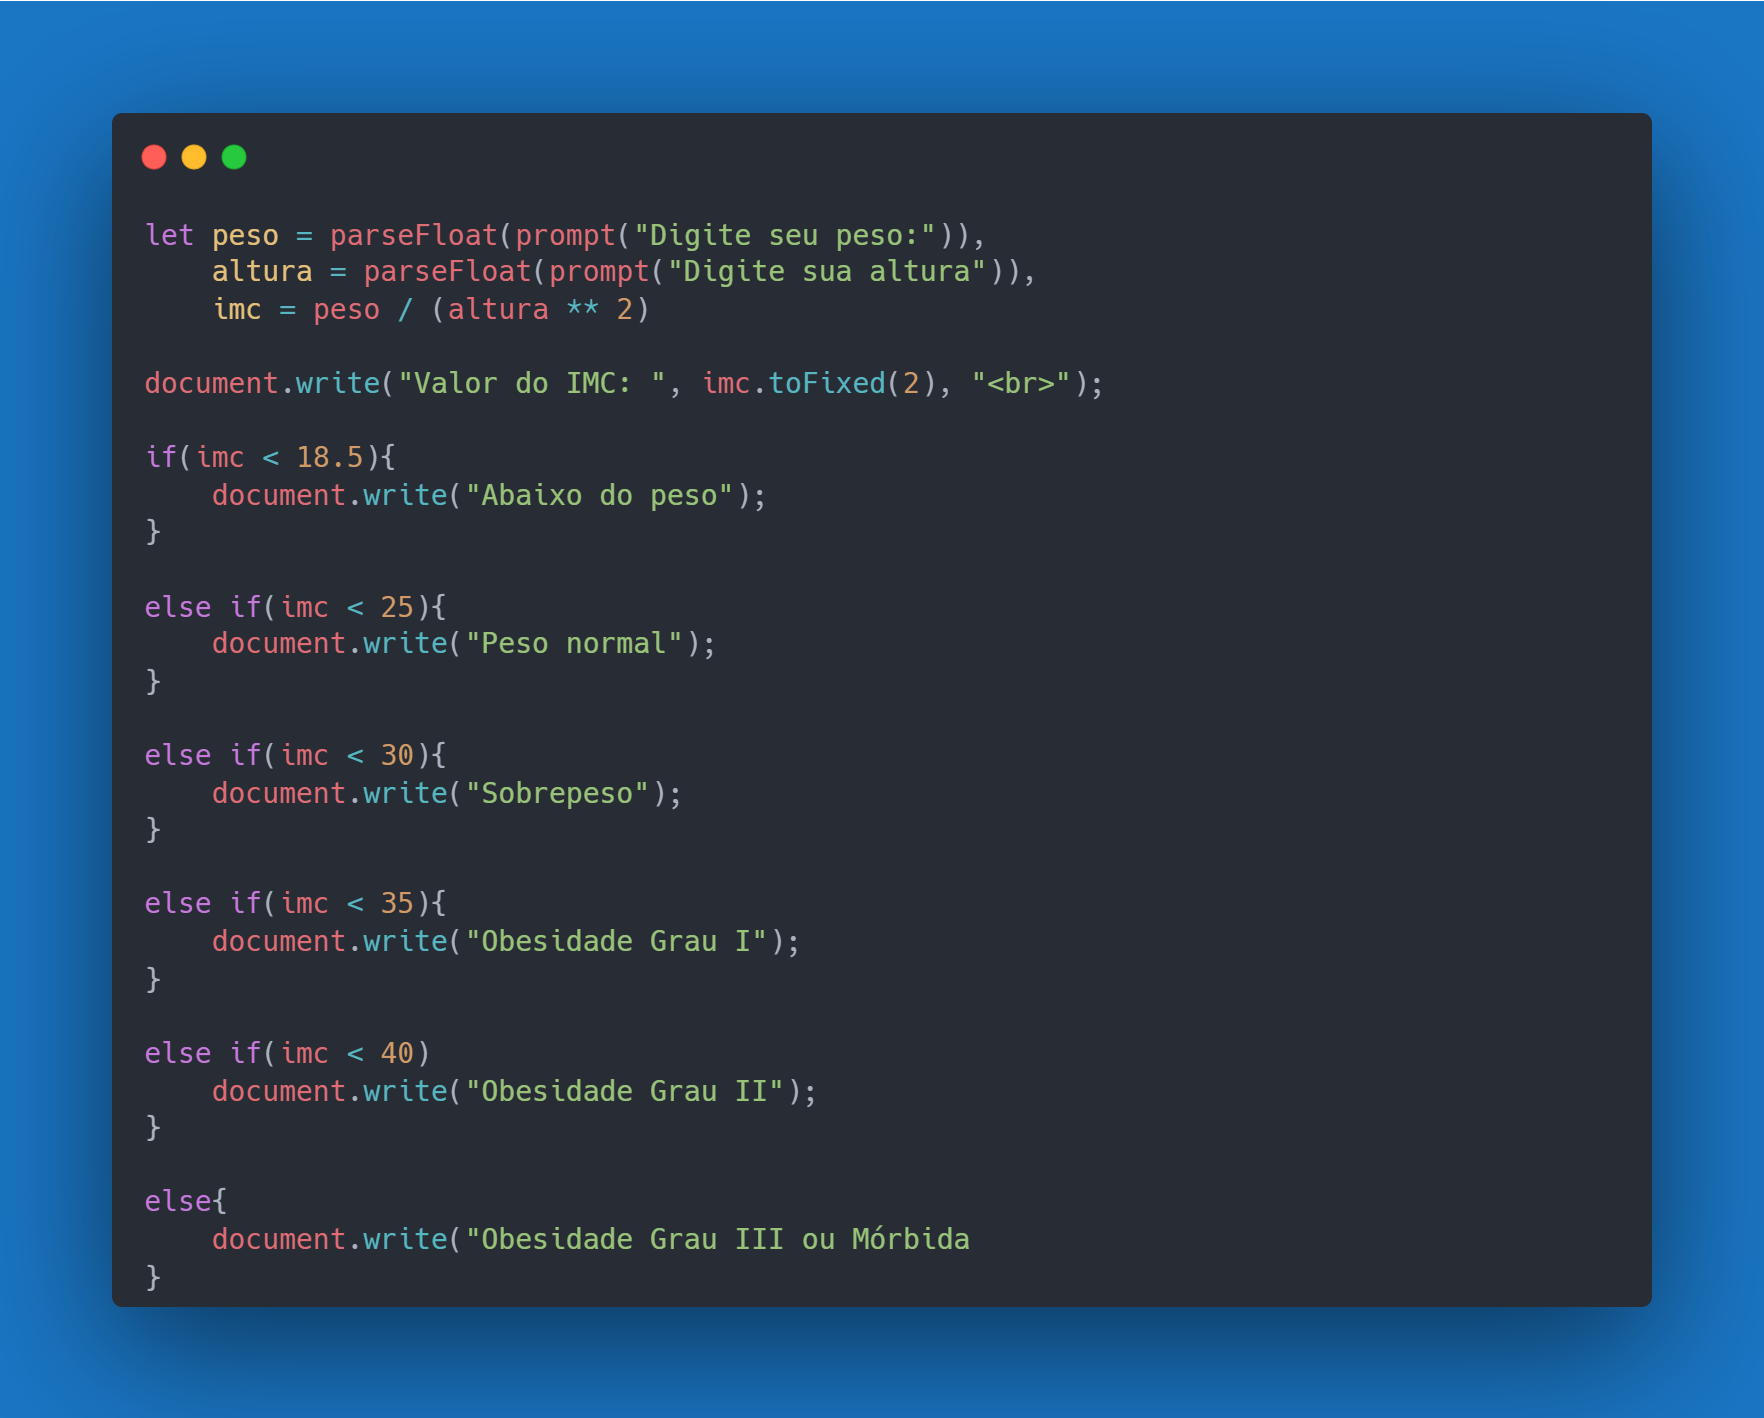 let peso = parseFloat(prompt("Digite seu peso:")),
    altura = parseFloat(prompt("Digite sua altura")),
    imc = peso / (altura ** 2)

document.write("Valor do IMC: ", imc.toFixed(2), "<br>");

if(imc < 18.5){
    document.write("Abaixo do peso");
}

else if(imc < 25){
    document.write("Peso normal");
}

else if(imc < 30){
    document.write("Sobrepeso");
}

else if(imc < 35){
    document.write("Obesidade Grau I");
}

else if(imc < 40)
    document.write("Obesidade Grau II");
}

else{
    document.write("Obesidade Grau III ou Mórbida
}